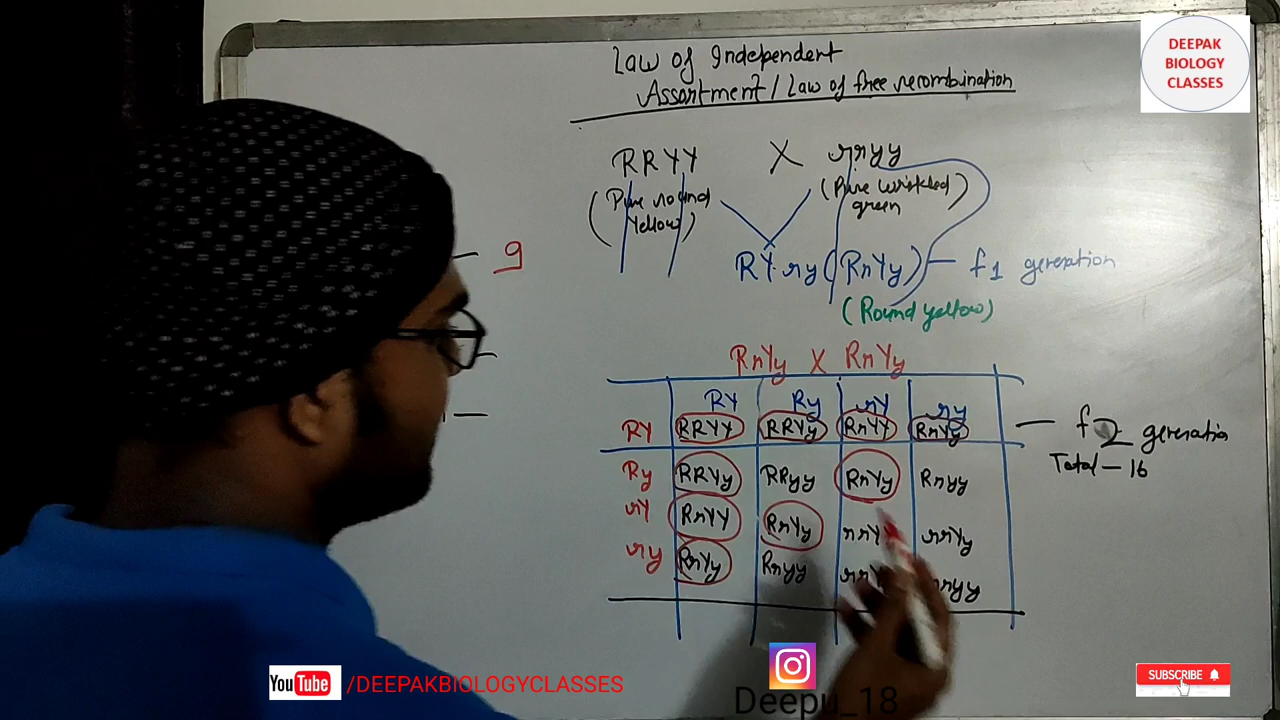 DEEPAK
BIOLOGY
CLASSES
Law of Independent
Assortment / Law of free recombination
RRYY X rryy
(Pure round
Yellow)
(Pure wrinkled)
green
RY ry (RrYy) — f1 generation
(Round yellow)
— 9
RrYy X RrYy
RY Ry rY ry
RY RRYY RRYy RrYY RrYy
— f2 generation
Total — 16
Ry RRYy RRyy RrYy Rryy
rY RrYY RrYy rrYy
ry RrYy Rryy
YouTube /DEEPAKBIOLOGYCLASSES
Deepu_18
SUBSCRIBE